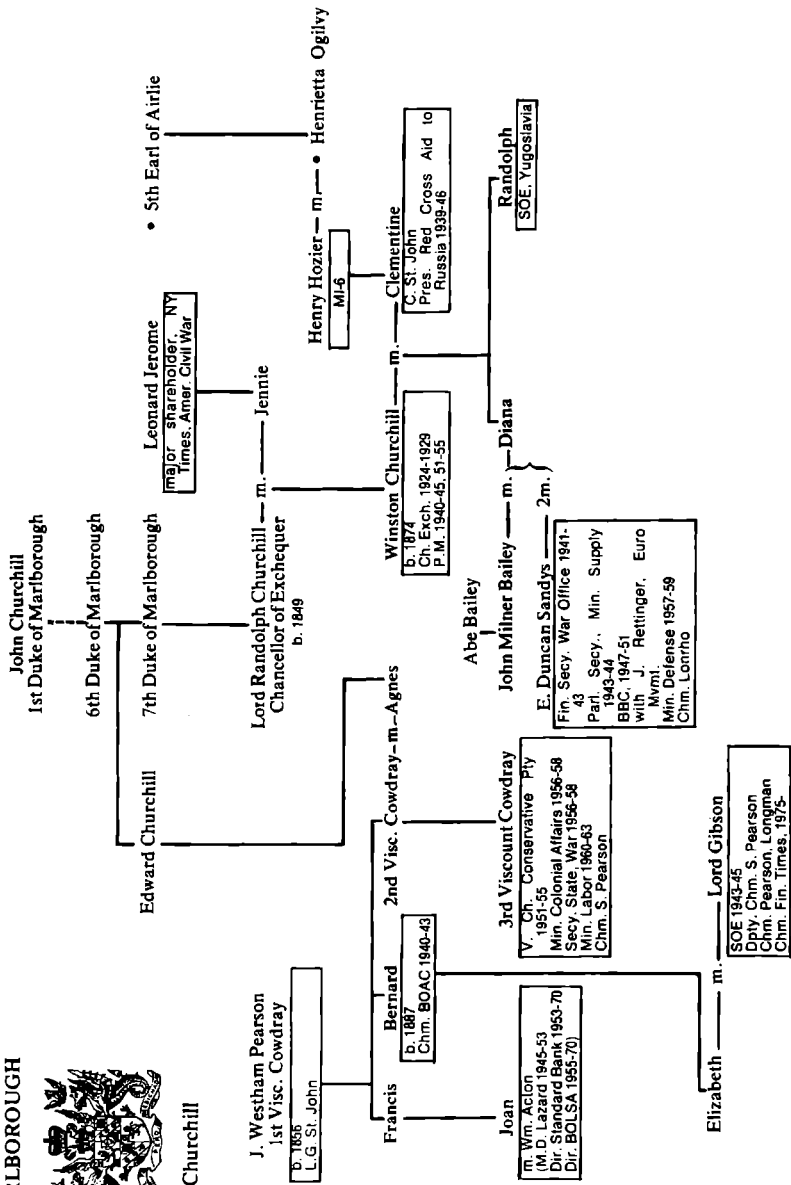 RLBOROUGH
Churchill
John Churchill
1st Duke of Marlborough
6th Duke of Marlborough
7th Duke of Marlborough
Edward Churchill
Lord Randolph Churchill — m. — Jennie
Chancellor of Exchequer
b. 1849
Leonard Jerome
major shareholder, NY
Times. Amer. Civil War
• 5th Earl of Airlie
Henry Hozier — m. — • Henrietta Ogilvy
MI-6
J. Westham Pearson
1st Visc. Cowdray
b. 1856
L.G. St. John
Francis
Bernard
b. 1887
Chm. BOAC 1940-43
2nd Visc. Cowdray-m-Agnes
Winston Churchill — m. — Clementine
b. 1874
Ch. Exch. 1924-1929
P.M. 1940-45, 51-55
C. St. John
Pres. Red Cross Aid to
Russia 1939-46
Joan
m. Wm. Acton
(M.D. Lazard 1945-53
Dir. Standard Bank 1953-70
Dir. BOLSA 1955-70)
3rd Viscount Cowdray
V. Ch. Conservative Pty
1951-55
Min. Colonial Affairs 1956-58
Secy. State, War 1956-58
Min. Labor 1960-63
Chm. S. Pearson
Abe Bailey
John Milner Bailey — m. — Diana
E. Duncan Sandys — 2m.
Fin. Secy. War Office 1941-
43
Parl. Secy., Min. Supply
1943-44
BBC, 1947-51
with J. Rettinger, Euro
Mvmt.
Min. Defense 1957-59
Chm. Lonrho
Randolph
SOE, Yugoslavia
Elizabeth — m. — Lord Gibson
SOE 1943-45
Dpty. Chm. S. Pearson
Chm. Pearson, Longman
Chm. Fin. Times, 1975-